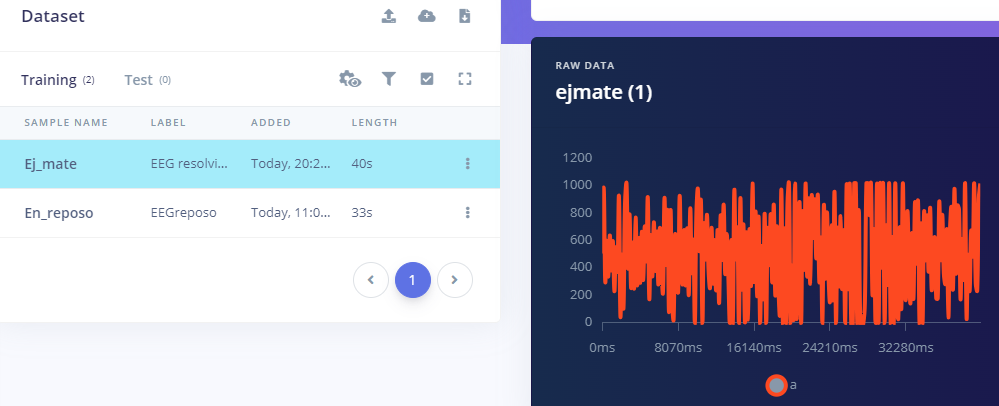 Dataset
Training (2) Test (0)
SAMPLE NAME LABEL ADDED LENGTH
Ej_mate EEG resolvi... Today, 20:2... 40s
En_reposo EEGreposo Today, 11:0... 33s
1
RAW DATA
ejmate (1)
1200
1000
800
600
400
200
0
0ms 8070ms 16140ms 24210ms 32280ms
a